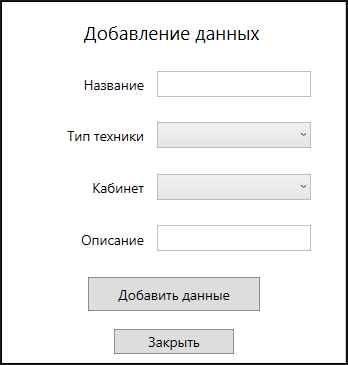 Добавление данных
Название
Тип техники
Кабинет
Описание
Добавить данные
Закрыть